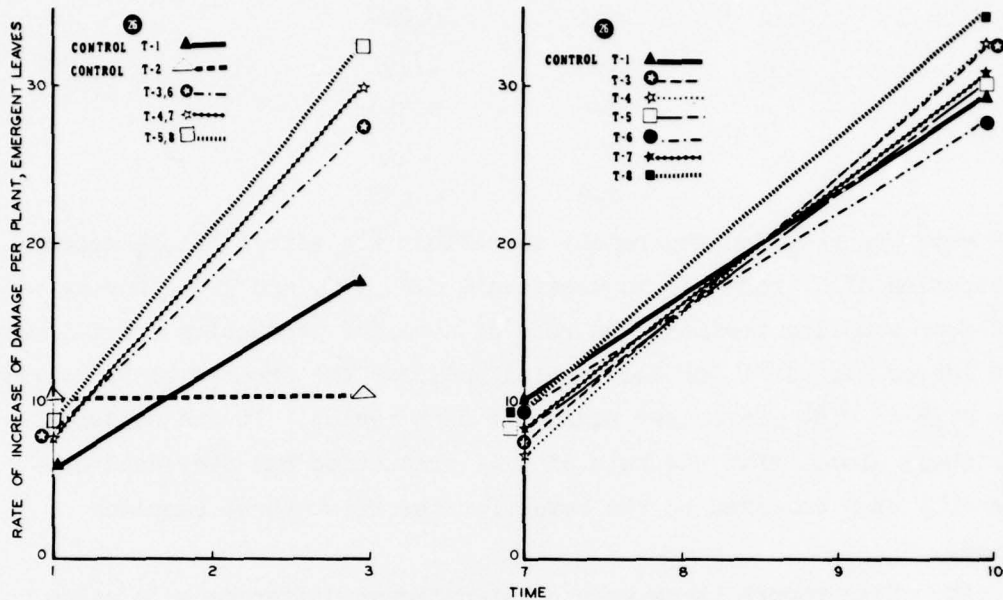 RATE OF INCREASE OF DAMAGE PER PLANT, EMERGENT LEAVES
26
CONTROL T-1
CONTROL T-2
T-3,6
T-4,7
T-5,8
30
20
10
0
1
2
3
26
CONTROL T-1
T-3
T-4
T-5
T-6
T-7
T-8
30
20
10
0
7
8
9
10
TIME